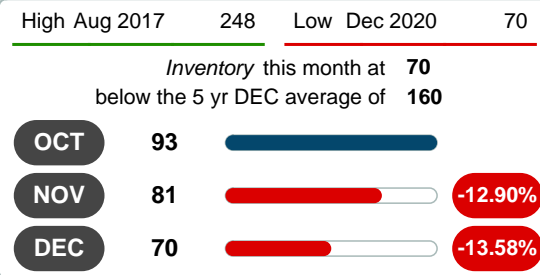 High Aug 2017 248 Low Dec 2020 70
Inventory this month at 70
below the 5 yr DEC average of 160
OCT 93
NOV 81 -12.90%
DEC 70 -13.58%